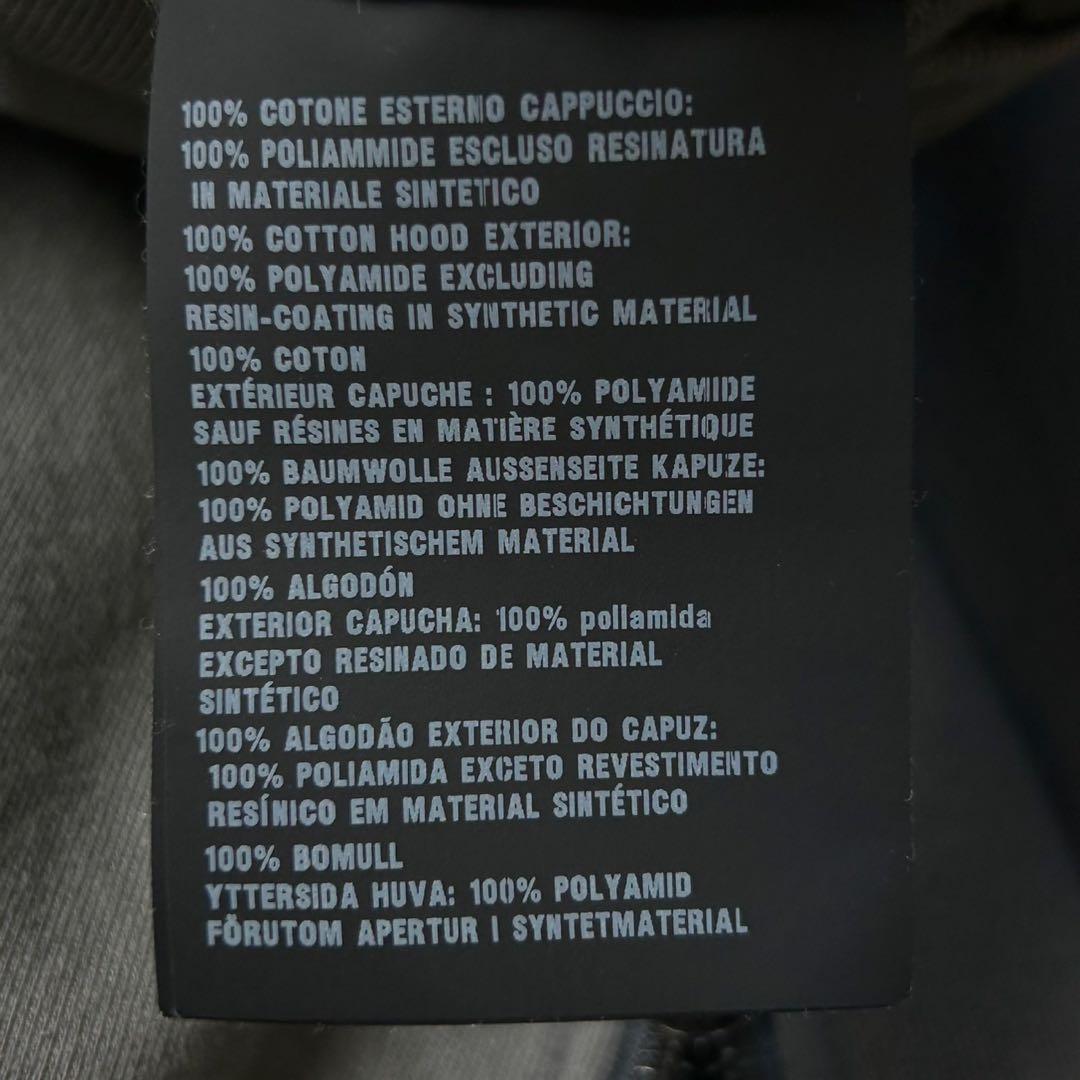 100% COTONE ESTERNO CAPPUCCIO:
100% POLIAMMIDE ESCLUSO RESINATURA
IN MATERIALE SINTETICO
100% COTTON HOOD EXTERIOR:
100% POLYAMIDE EXCLUDING
RESIN-COATING IN SYNTHETIC MATERIAL
100% COTON
EXTÉRIEUR CAPUCHE : 100% POLYAMIDE
SAUF RÉSINES EN MATIÈRE SYNTHÉTIQUE
100% BAUMWOLLE AUSSENSEITE KAPUZE:
100% POLYAMID OHNE BESCHICHTUNGEN
AUS SYNTHETISCHEM MATERIAL
100% ALGODÓN
EXTERIOR CAPUCHA: 100% poliamida
EXCEPTO RESINADO DE MATERIAL
SINTÉTICO
100% ALGODÃO EXTERIOR DO CAPUZ:
100% POLIAMIDA EXCETO REVESTIMENTO
RESÍNICO EM MATERIAL SINTÉTICO
100% BOMULL
YTTERSIDA HUVA: 100% POLYAMID
FÖRUTOM APERTUR I SYNTETMATERIAL